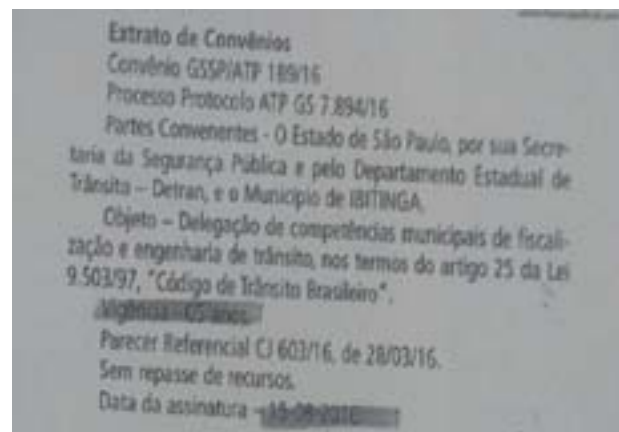 Extrato de Convênios
Convênio GSSP/ATP 189/16
Processo Protocolo ATP GS 7.894/16
Partes Convenentes - O Estado de São Paulo, por sua Secre-
taria da Segurança Pública e pelo Departamento Estadual de
Trânsito – Detran, e o Município de IBITINGA.
Objeto – Delegação de competências municipais de fiscali-
zação e engenharia de trânsito, nos termos do artigo 25 da Lei
9.503/97, "Código de Trânsito Brasileiro".
Vigência - 05 anos.
Parecer Referencial CJ 603/16, de 28/03/16.
Sem repasse de recursos.
Data da assinatura –